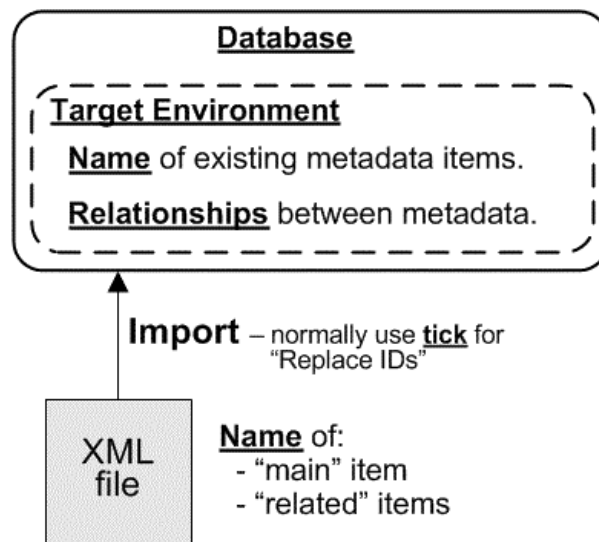 Database
Target Environment
Name of existing metadata items.
Relationships between metadata.
Import – normally use tick for
“Replace IDs”
XML
file
Name of:
- “main” item
- “related” items